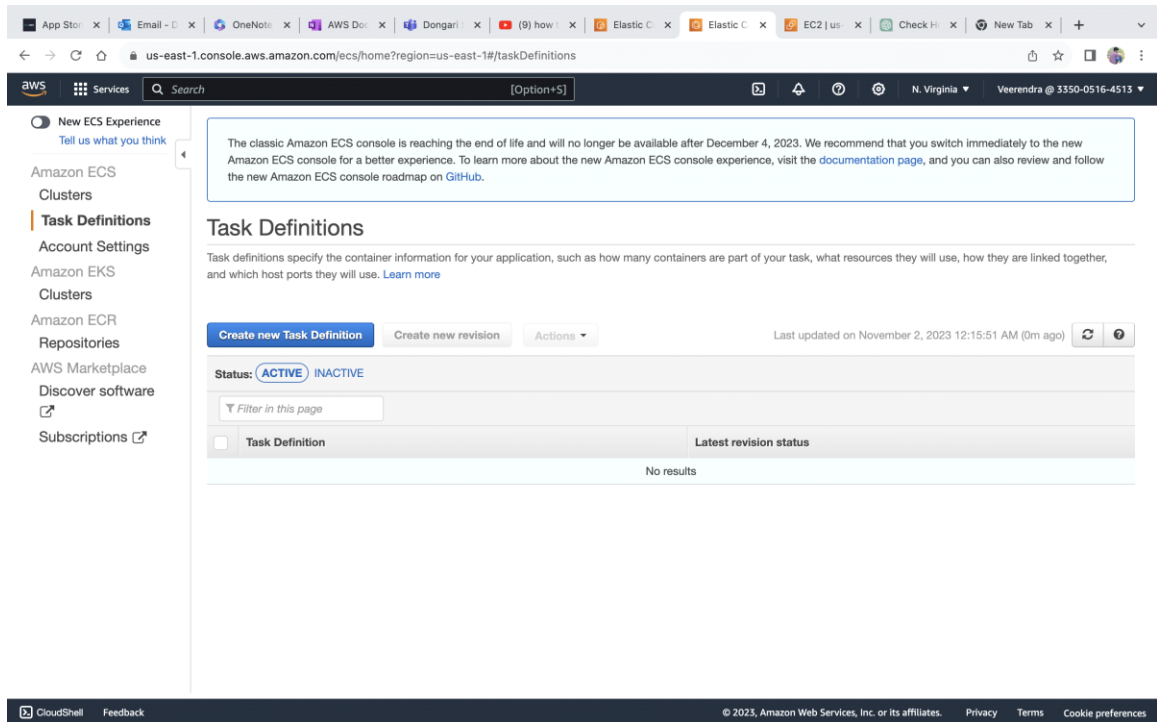 App Stor
Email - D
OneNote
AWS Doc
Dongari
(9) how t
Elastic C
Elastic C
EC2 | us-
Check H
New Tab
us-east-1.console.aws.amazon.com/ecs/home?region=us-east-1#/taskDefinitions
aws Services Search [Option+S] N. Virginia Veerendra @ 3350-0516-4513
New ECS Experience
Tell us what you think
Amazon ECS
Clusters
Task Definitions
Account Settings
Amazon EKS
Clusters
Amazon ECR
Repositories
AWS Marketplace
Discover software
Subscriptions
The classic Amazon ECS console is reaching the end of life and will no longer be available after December 4, 2023. We recommend that you switch immediately to the new
Amazon ECS console for a better experience. To learn more about the new Amazon ECS console experience, visit the documentation page, and you can also review and follow
the new Amazon ECS console roadmap on GitHub.
Task Definitions
Task definitions specify the container information for your application, such as how many containers are part of your task, what resources they will use, how they are linked together,
and which host ports they will use. Learn more
Create new Task Definition Create new revision Actions Last updated on November 2, 2023 12:15:51 AM (0m ago)
Status: ACTIVE INACTIVE
Filter in this page
Task Definition Latest revision status
No results
CloudShell Feedback © 2023, Amazon Web Services, Inc. or its affiliates. Privacy Terms Cookie preferences